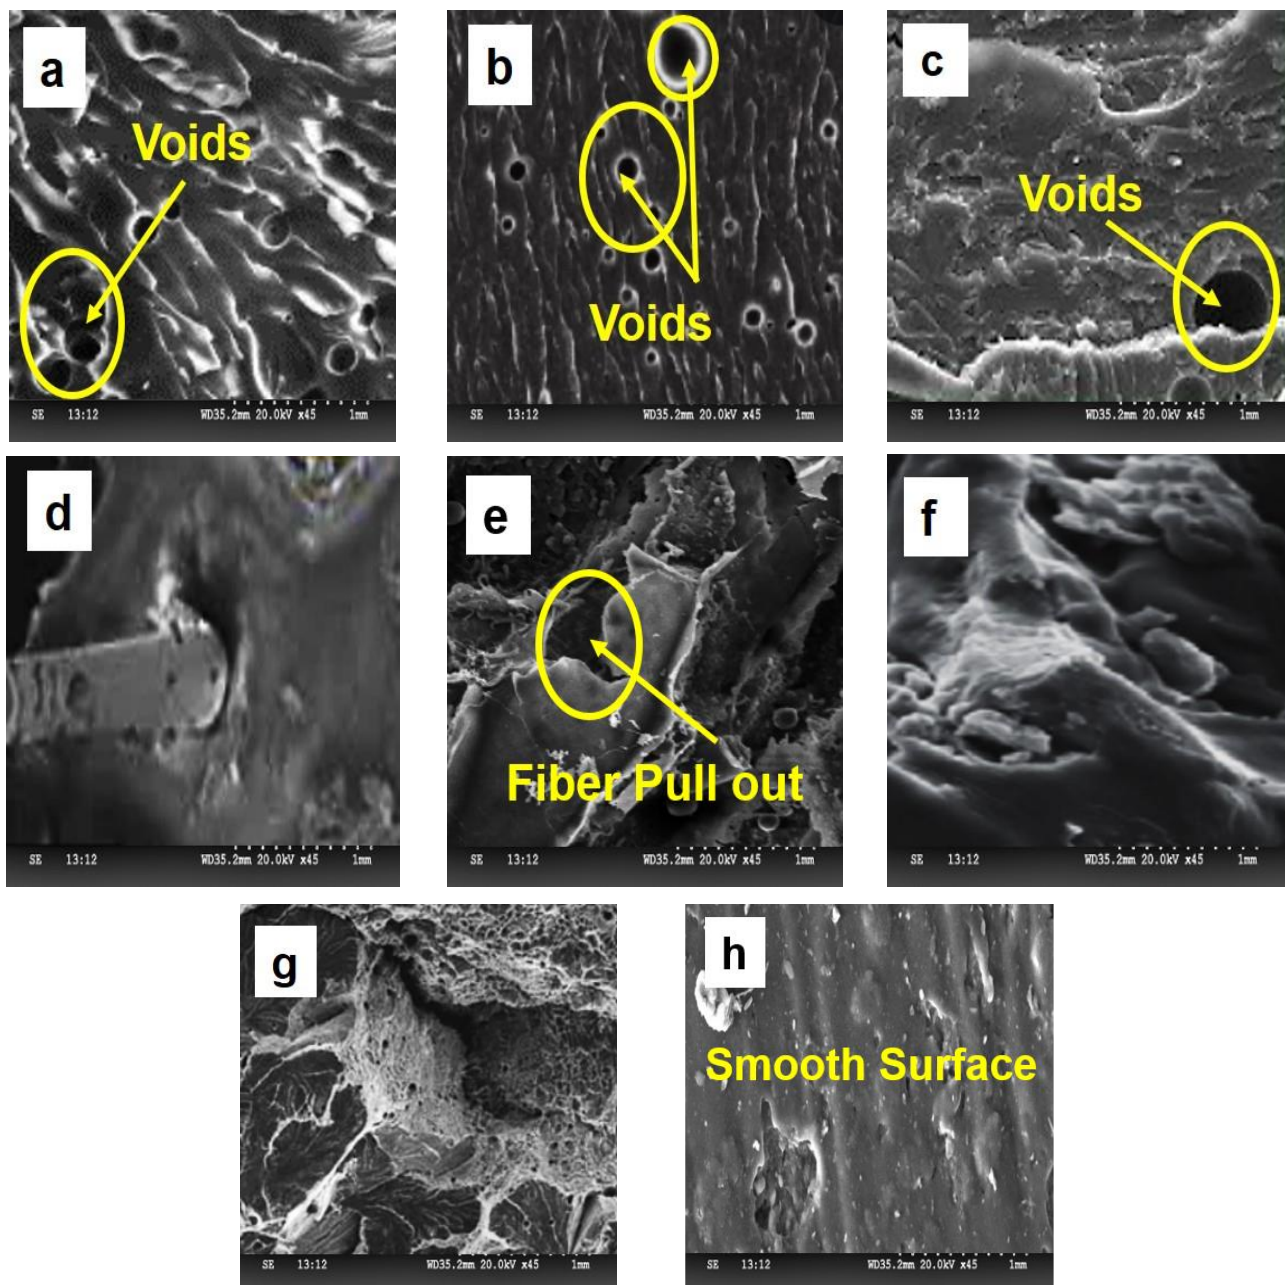 a
Voids
SE 13:12 WD35.2mm 20.0kV x45 1mm
b
Voids
SE 13:12 WD35.2mm 20.0kV x45 1mm
c
Voids
SE 13:12 WD35.2mm 20.0kV x45 1mm
d
SE 13:12 WD35.2mm 20.0kV x45 1mm
e
Fiber Pull out
SE 13:12 WD35.2mm 20.0kV x45 1mm
f
SE 13:12 WD35.2mm 20.0kV x45 1mm
g
SE 13:12 WD35.2mm 20.0kV x45 1mm
h
Smooth Surface
SE 13:12 WD35.2mm 20.0kV x45 1mm